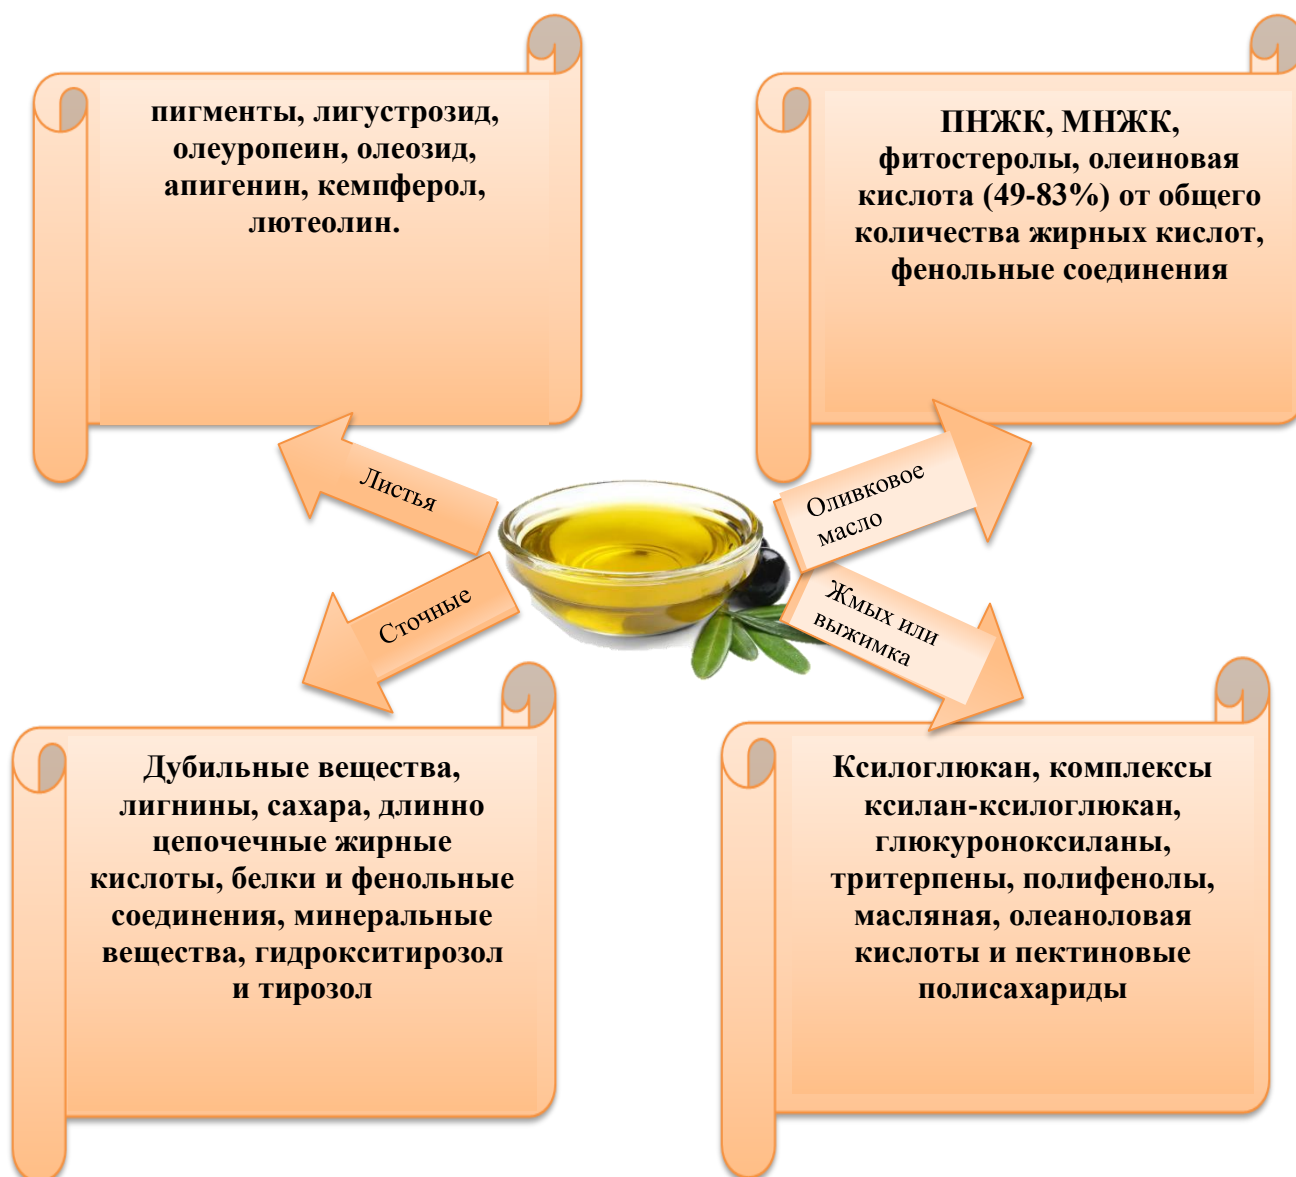 пигменты, лигустрозид,
олеуропеин, олеозид,
апигенин, кемпферол,
лютеолин.
ПНЖК, МНЖК,
фитостеролы, олеиновая
кислота (49-83%) от общего
количества жирных кислот,
фенольные соединения
Листья
Оливковое
масло
Сточные
Жмых или
выжимка
Дубильные вещества,
лигнины, сахара, длинно
цепочечные жирные
кислоты, белки и фенольные
соединения, минеральные
вещества, гидрокситирозол
и тирозол
Ксилоглюкан, комплексы
ксилан-ксилоглюкан,
глюкуроноксиланы,
тритерпены, полифенолы,
масляная, олеаноловая
кислоты и пектиновые
полисахариды